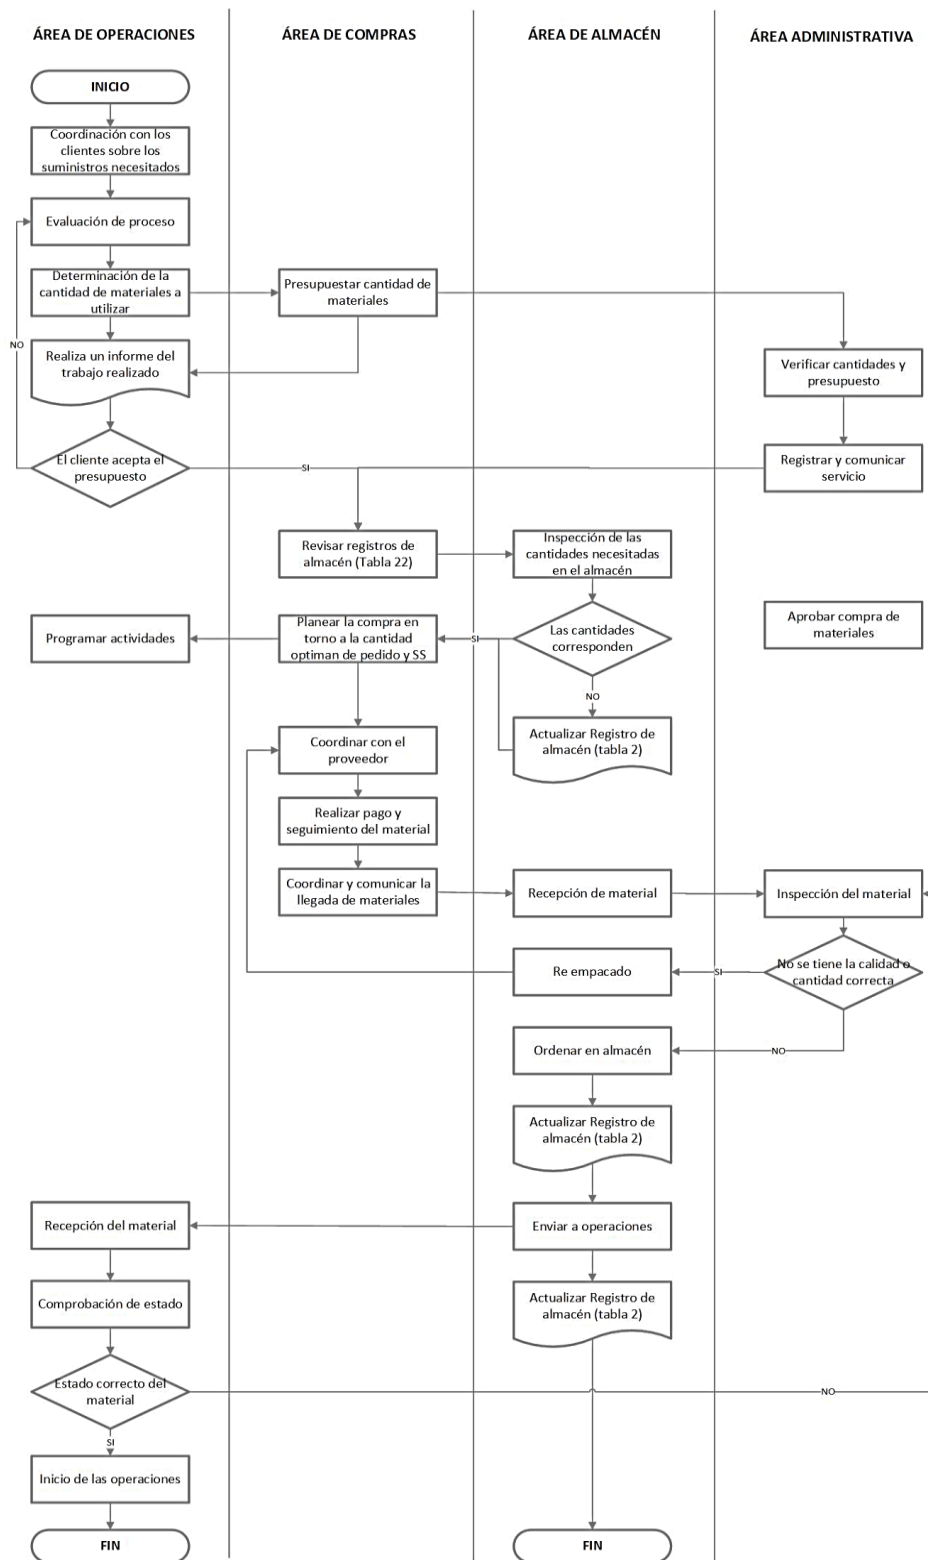 ÁREA DE OPERACIONES
ÁREA DE COMPRAS
ÁREA DE ALMACÉN
ÁREA ADMINISTRATIVA
INICIO
Coordinación con los
clientes sobre los
suministros necesitados
Evaluación de proceso
Determinación de la
cantidad de materiales a
utilizar
Presupuestar cantidad de
materiales
NO
Realiza un informe del
trabajo realizado
Verificar cantidades y
presupuesto
El cliente acepta el
presupuesto
SI
Registrar y comunicar
servicio
Revisar registros de
almacén (Tabla 22)
Inspección de las
cantidades necesitadas
en el almacén
Programar actividades
Planear la compra en
torno a la cantidad
optiman de pedido y SS
SI
Las cantidades
corresponden
Aprobar compra de
materiales
NO
Coordinar con el
proveedor
Actualizar Registro de
almacén (tabla 2)
Realizar pago y
seguimiento del material
Coordinar y comunicar la
llegada de materiales
Recepción de material
Inspección del material
Re empacado
SI
No se tiene la calidad o
cantidad correcta
Ordenar en almacén
NO
Actualizar Registro de
almacén (tabla 2)
Recepción del material
Enviar a operaciones
Comprobación de estado
Actualizar Registro de
almacén (tabla 2)
Estado correcto del
material
NO
SI
Inicio de las operaciones
FIN
FIN